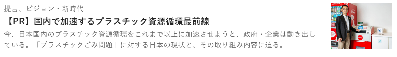 提言、ビジョン・新時代
【PR】国内で加速するプラスチック資源循環最前線
今、日本国内のプラスチック資源循環をこれまで以上に加速させようと、政府・企業は動き出し
ている。「プラスチックごみ問題」に対する日本の現状と、その取り組み内容に迫る。